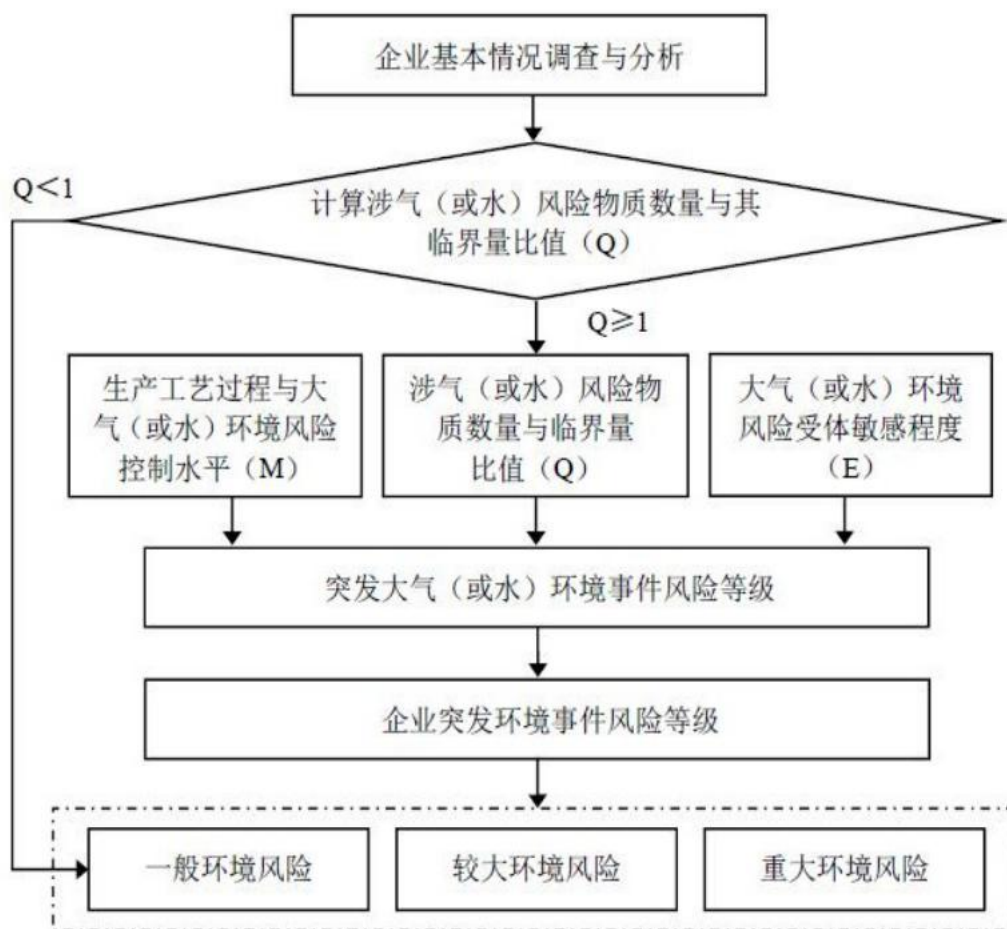 企业基本情况调查与分析
Q<1
计算涉气（或水）风险物质数量与其
临界量比值（Q）
Q≥1
生产工艺过程与大
气（或水）环境风险
控制水平（M）
涉气（或水）风险物
质数量与临界量
比值（Q）
大气（或水）环境
风险受体敏感程度
（E）
突发大气（或水）环境事件风险等级
企业突发环境事件风险等级
一般环境风险
较大环境风险
重大环境风险